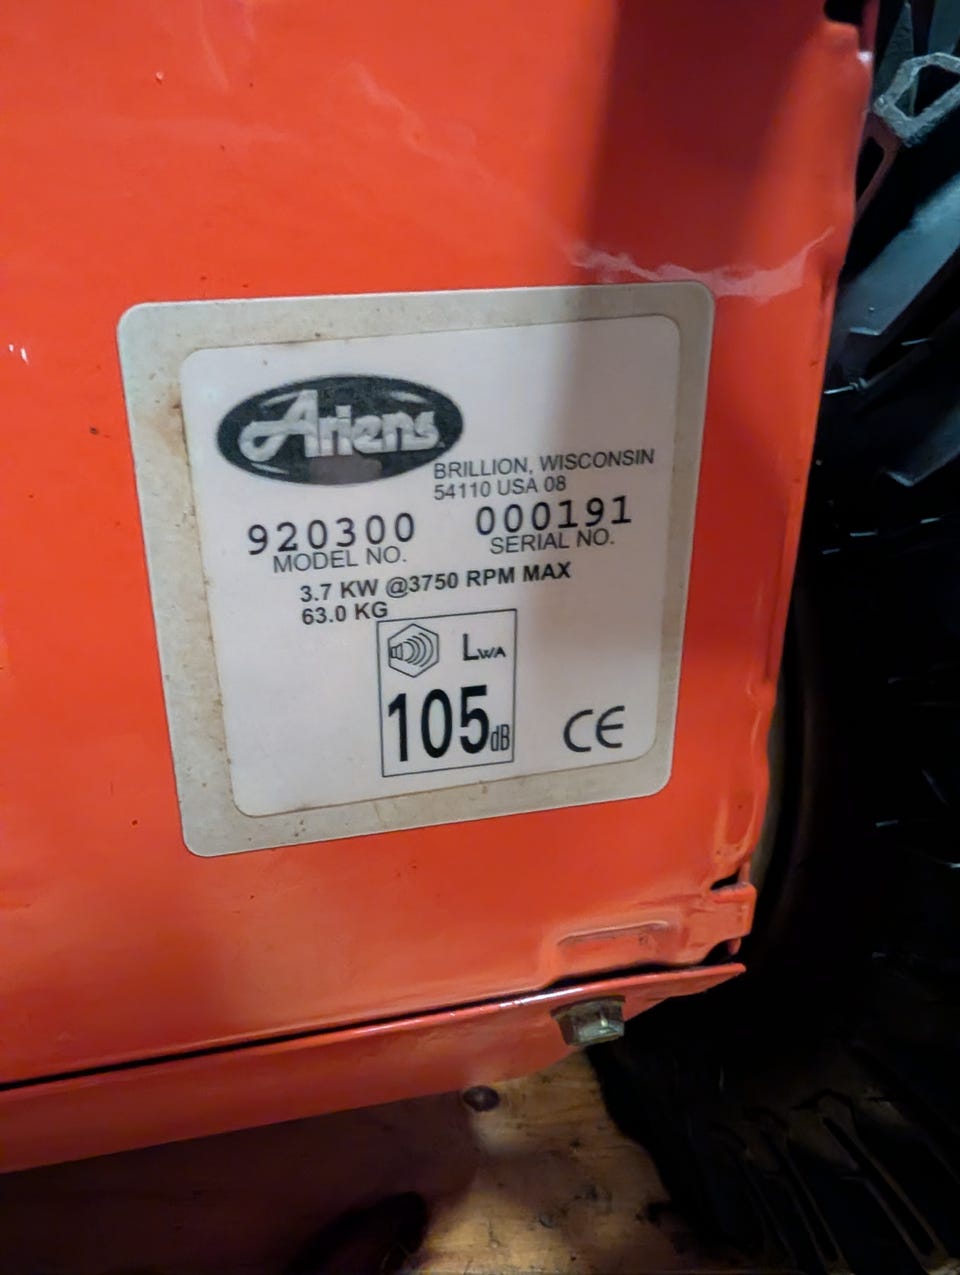 Ariens
BRILLION, WISCONSIN
54110 USA 08
920300 000191
MODEL NO. SERIAL NO.
3.7 KW @3750 RPM MAX
63.0 KG
LWA
105dB
CE